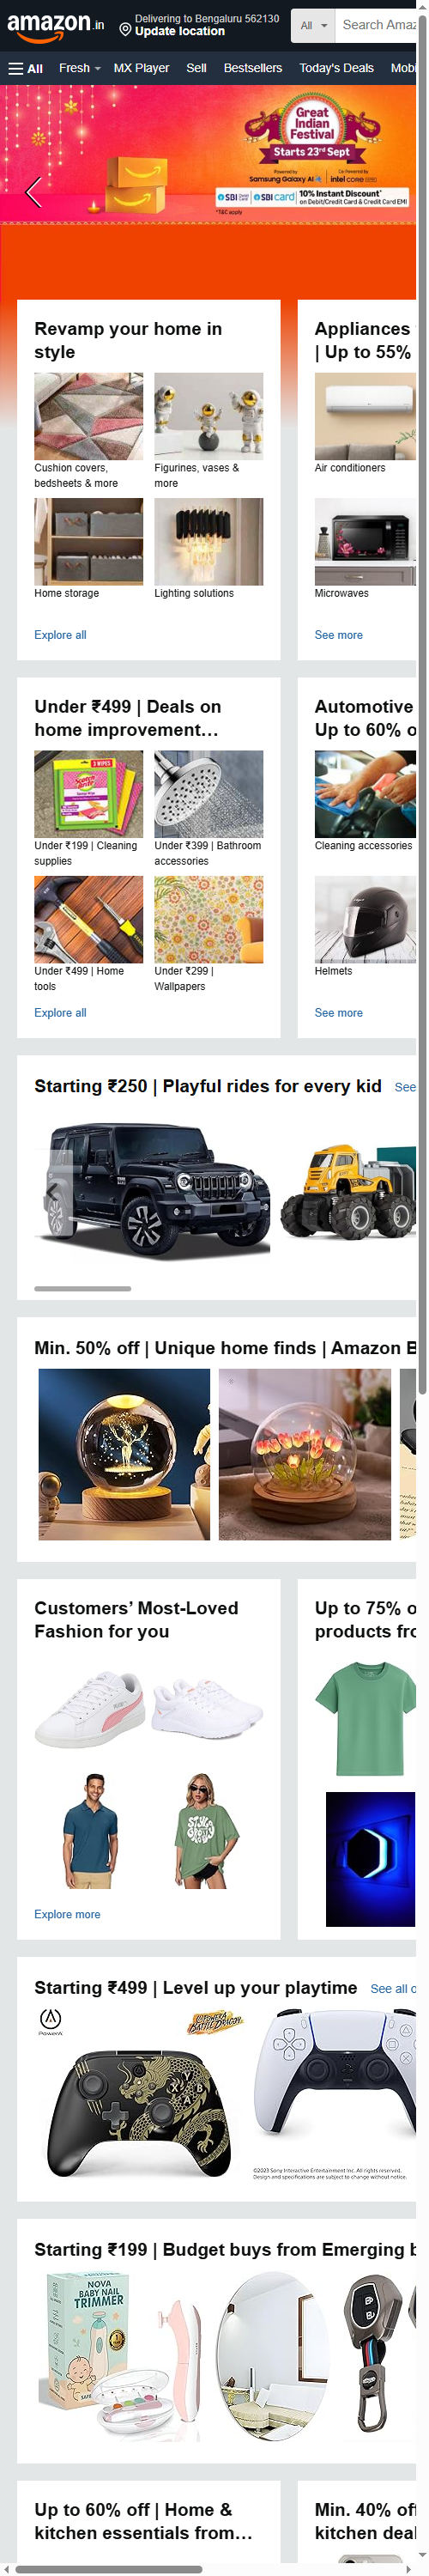 amazon.in
Delivering to Bengaluru 562130
Update location
All
Search Amaz
All
Fresh
MX Player
Sell
Bestsellers
Today's Deals
Mobi
Great
Indian
Festival
Starts 23rd Sept
Powered by
Samsung Galaxy AI
Co-Powered by
intel core
SBI card
SBI card
10% Instant Discount*
on Debit/Credit Card & Credit Card EMI
*T&C apply
Revamp your home in
style
Cushion covers,
bedsheets & more
Figurines, vases &
more
Home storage
Lighting solutions
Explore all
Appliances
| Up to 55%
Air conditioners
Microwaves
See more
Under ₹499 | Deals on
home improvement…
3 WIPES
Scotch
Brite
Under ₹199 | Cleaning
supplies
Under ₹399 | Bathroom
accessories
Under ₹499 | Home
tools
Under ₹299 |
Wallpapers
Explore all
Automotive
Up to 60% o
Cleaning accessories
Helmets
See more
Starting ₹250 | Playful rides for every kid
See
Min. 50% off | Unique home finds | Amazon B
Customers' Most-Loved
Fashion for you
Explore more
Up to 75% o
products fro
Starting ₹499 | Level up your playtime
See all o
PowerA
X
Y
A
B
©2023 Sony Interactive Entertainment Inc. All rights reserved.
Design and specifications are subject to change without notice.
Starting ₹199 | Budget buys from Emerging b
NOVA
BABY NAIL
TRIMMER
SAFE
Up to 60% off | Home &
kitchen essentials from…
Min. 40% off
kitchen deal